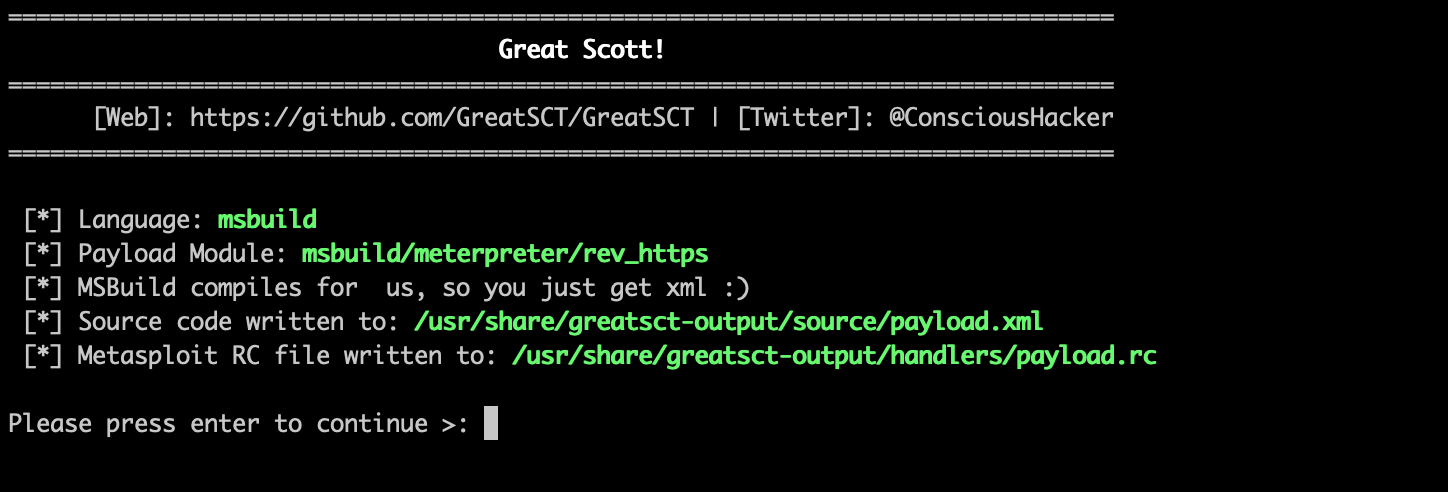 ===============================================================================
Great Scott!
===============================================================================
[Web]: https://github.com/GreatSCT/GreatSCT | [Twitter]: @ConsciousHacker
===============================================================================
[*] Language: msbuild
[*] Payload Module: msbuild/meterpreter/rev_https
[*] MSBuild compiles for  us, so you just get xml :)
[*] Source code written to: /usr/share/greatsct-output/source/payload.xml
[*] Metasploit RC file written to: /usr/share/greatsct-output/handlers/payload.rc
Please press enter to continue >: